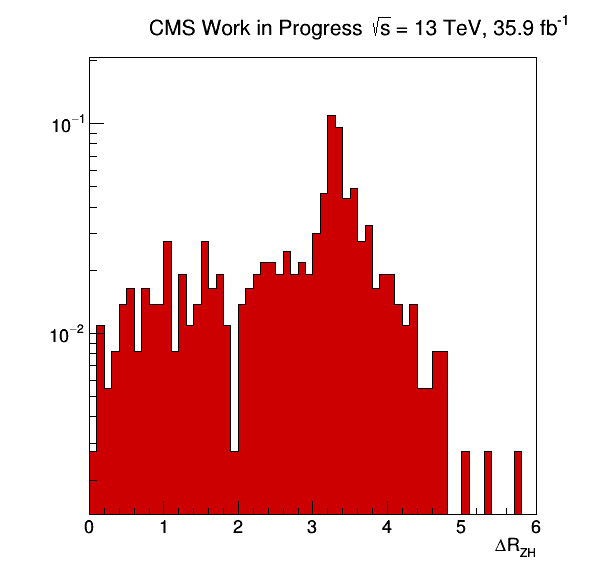 CMS Work in Progress √s = 13 TeV, 35.9 fb⁻¹
10⁻¹
10⁻²
0 1 2 3 4 5 6
ΔR_ZH